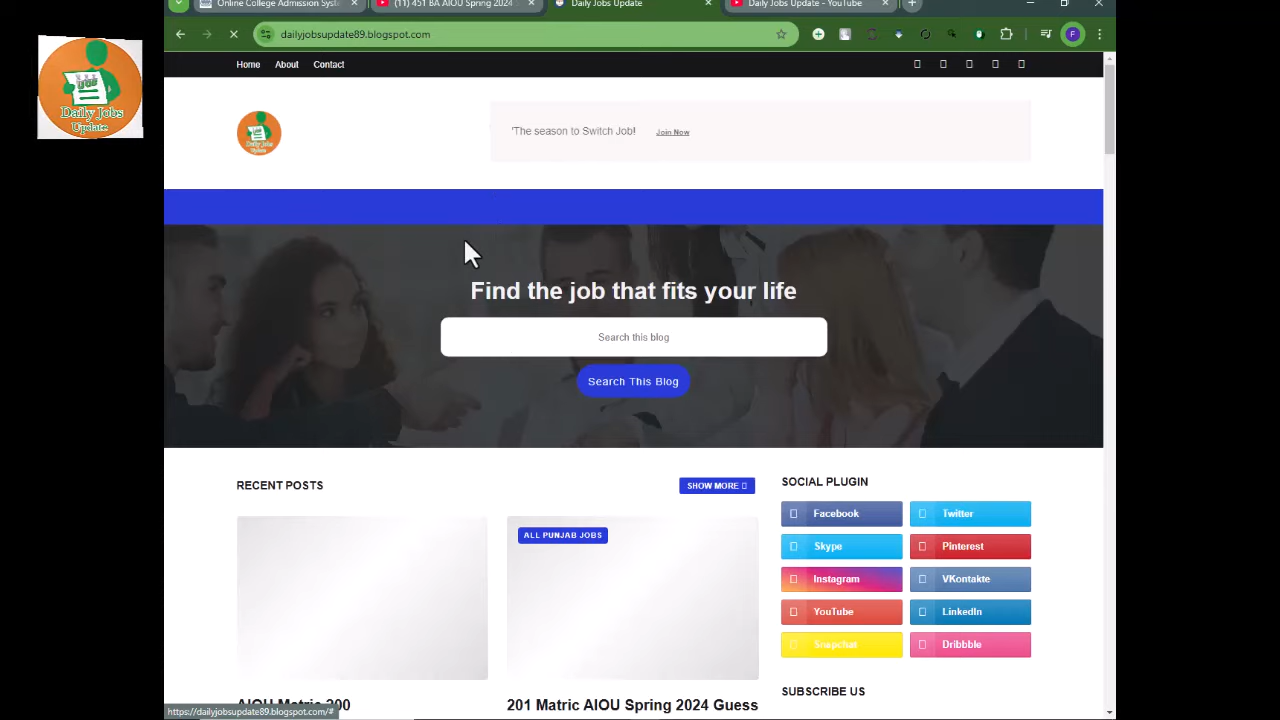 Online College Admission Syst
(11) 451 BA AIOU Spring 2024
Daily Jobs Update
Daily Jobs Update - YouTube
dailyjobsupdate89.blogspot.com
F
Home About Contact
JOB
Daily Jobs
Update
'The season to Switch Job! Join Now
Find the job that fits your life
Search this blog
Search This Blog
RECENT POSTS
SHOW MORE
ALL PUNJAB JOBS
AIOU Matric 200
201 Matric AIOU Spring 2024 Guess
SOCIAL PLUGIN
Facebook Twitter
Skype Pinterest
Instagram VKontakte
YouTube LinkedIn
Snapchat Dribbble
SUBSCRIBE US
https://dailyjobsupdate89.blogspot.com/#